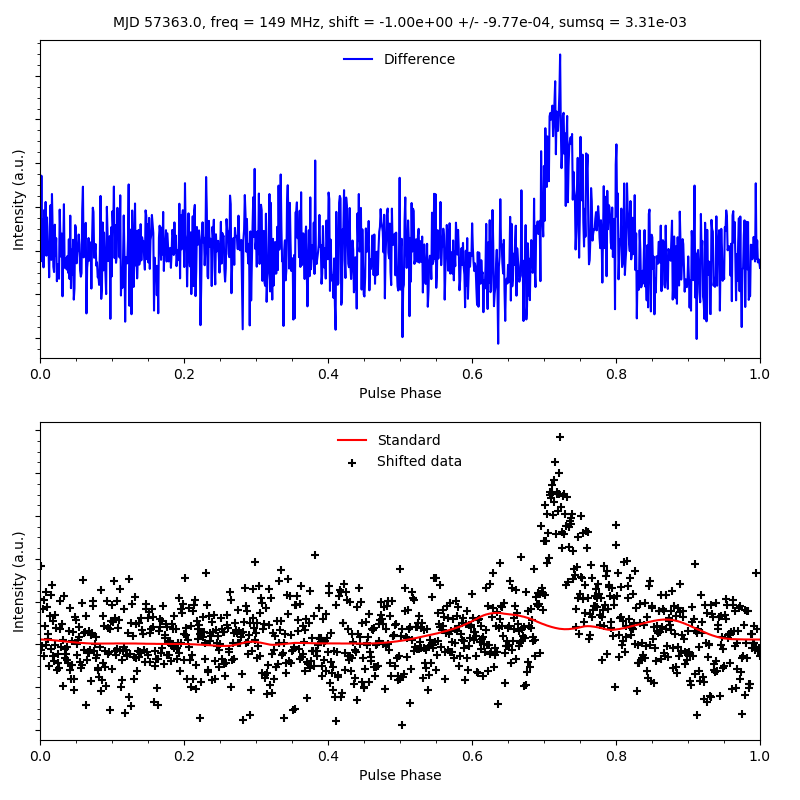 MJD 57363.0, freq = 149 MHz, shift = -1.00e+00 +/- -9.77e-04, sumsq = 3.31e-03
Difference
Intensity (a.u.)
0.0 0.2 0.4 0.6 0.8 1.0
Pulse Phase
Standard
Shifted data
Intensity (a.u.)
0.0 0.2 0.4 0.6 0.8 1.0
Pulse Phase